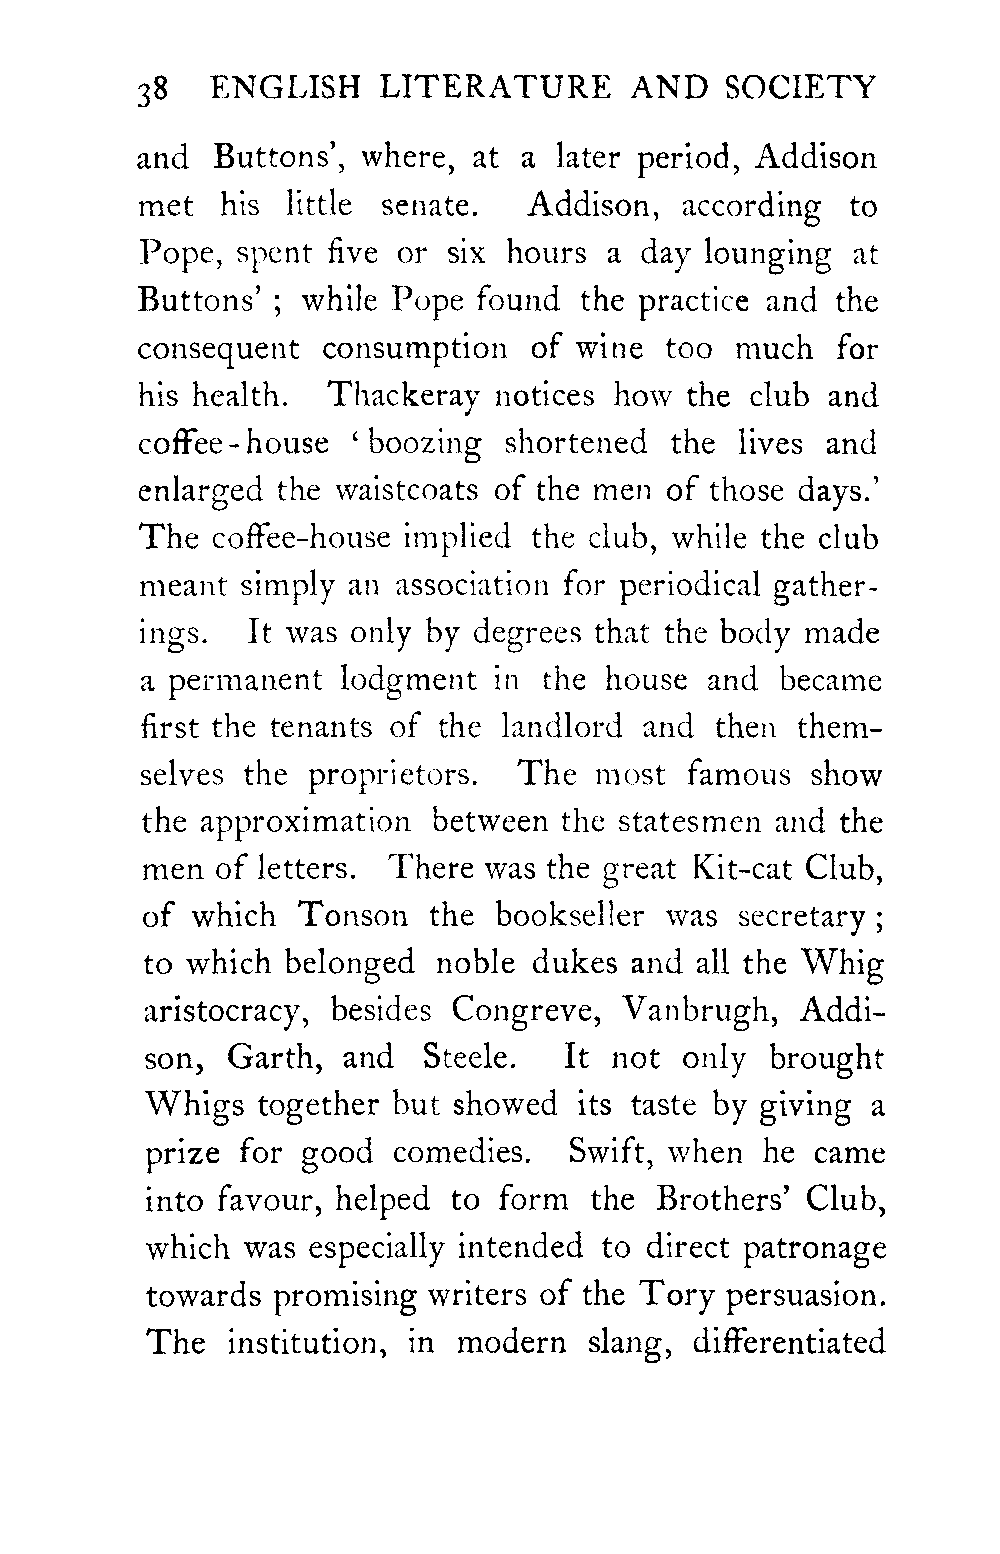 38 ENGLISH LITERATURE AND SOCIETY
and Buttons', where, at a later period, Addison
met his little senate. Addison, according to
Pope, spent five or six hours a day lounging at
Buttons' ; while Pope found the practice and the
consequent consumption of wine too much for
his health. Thackeray notices how the club and
coffee-house ‘ boozing shortened the lives and
enlarged the waistcoats of the men of those days.’
The coffee-house implied the club, while the club
meant simply an association for periodical gather-
ings. It was only by degrees that the body made
a permanent lodgment in the house and became
first the tenants of the landlord and then them-
selves the proprietors. The most famous show
the approximation between the statesmen and the
men of letters. There was the great Kit-cat Club,
of which Tonson the bookseller was secretary ;
to which belonged noble dukes and all the Whig
aristocracy, besides Congreve, Vanbrugh, Addi-
son, Garth, and Steele. It not only brought
Whigs together but showed its taste by giving a
prize for good comedies. Swift, when he came
into favour, helped to form the Brothers' Club,
which was especially intended to direct patronage
towards promising writers of the Tory persuasion.
The institution, in modern slang, differentiated